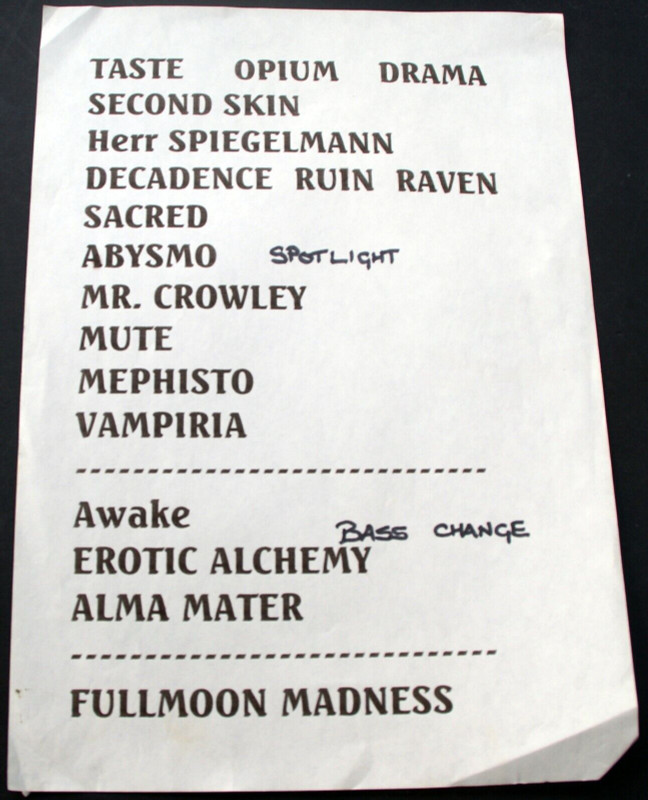 TASTE OPIUM DRAMA
SECOND SKIN
Herr SPIEGELMANN
DECADENCE RUIN RAVEN
SACRED
ABYSMO SPOTLIGHT
MR. CROWLEY
MUTE
MEPHISTO
VAMPIRIA
-----------------------------
Awake
BASS CHANGE
EROTIC ALCHEMY
ALMA MATER
-----------------------------
FULLMOON MADNESS